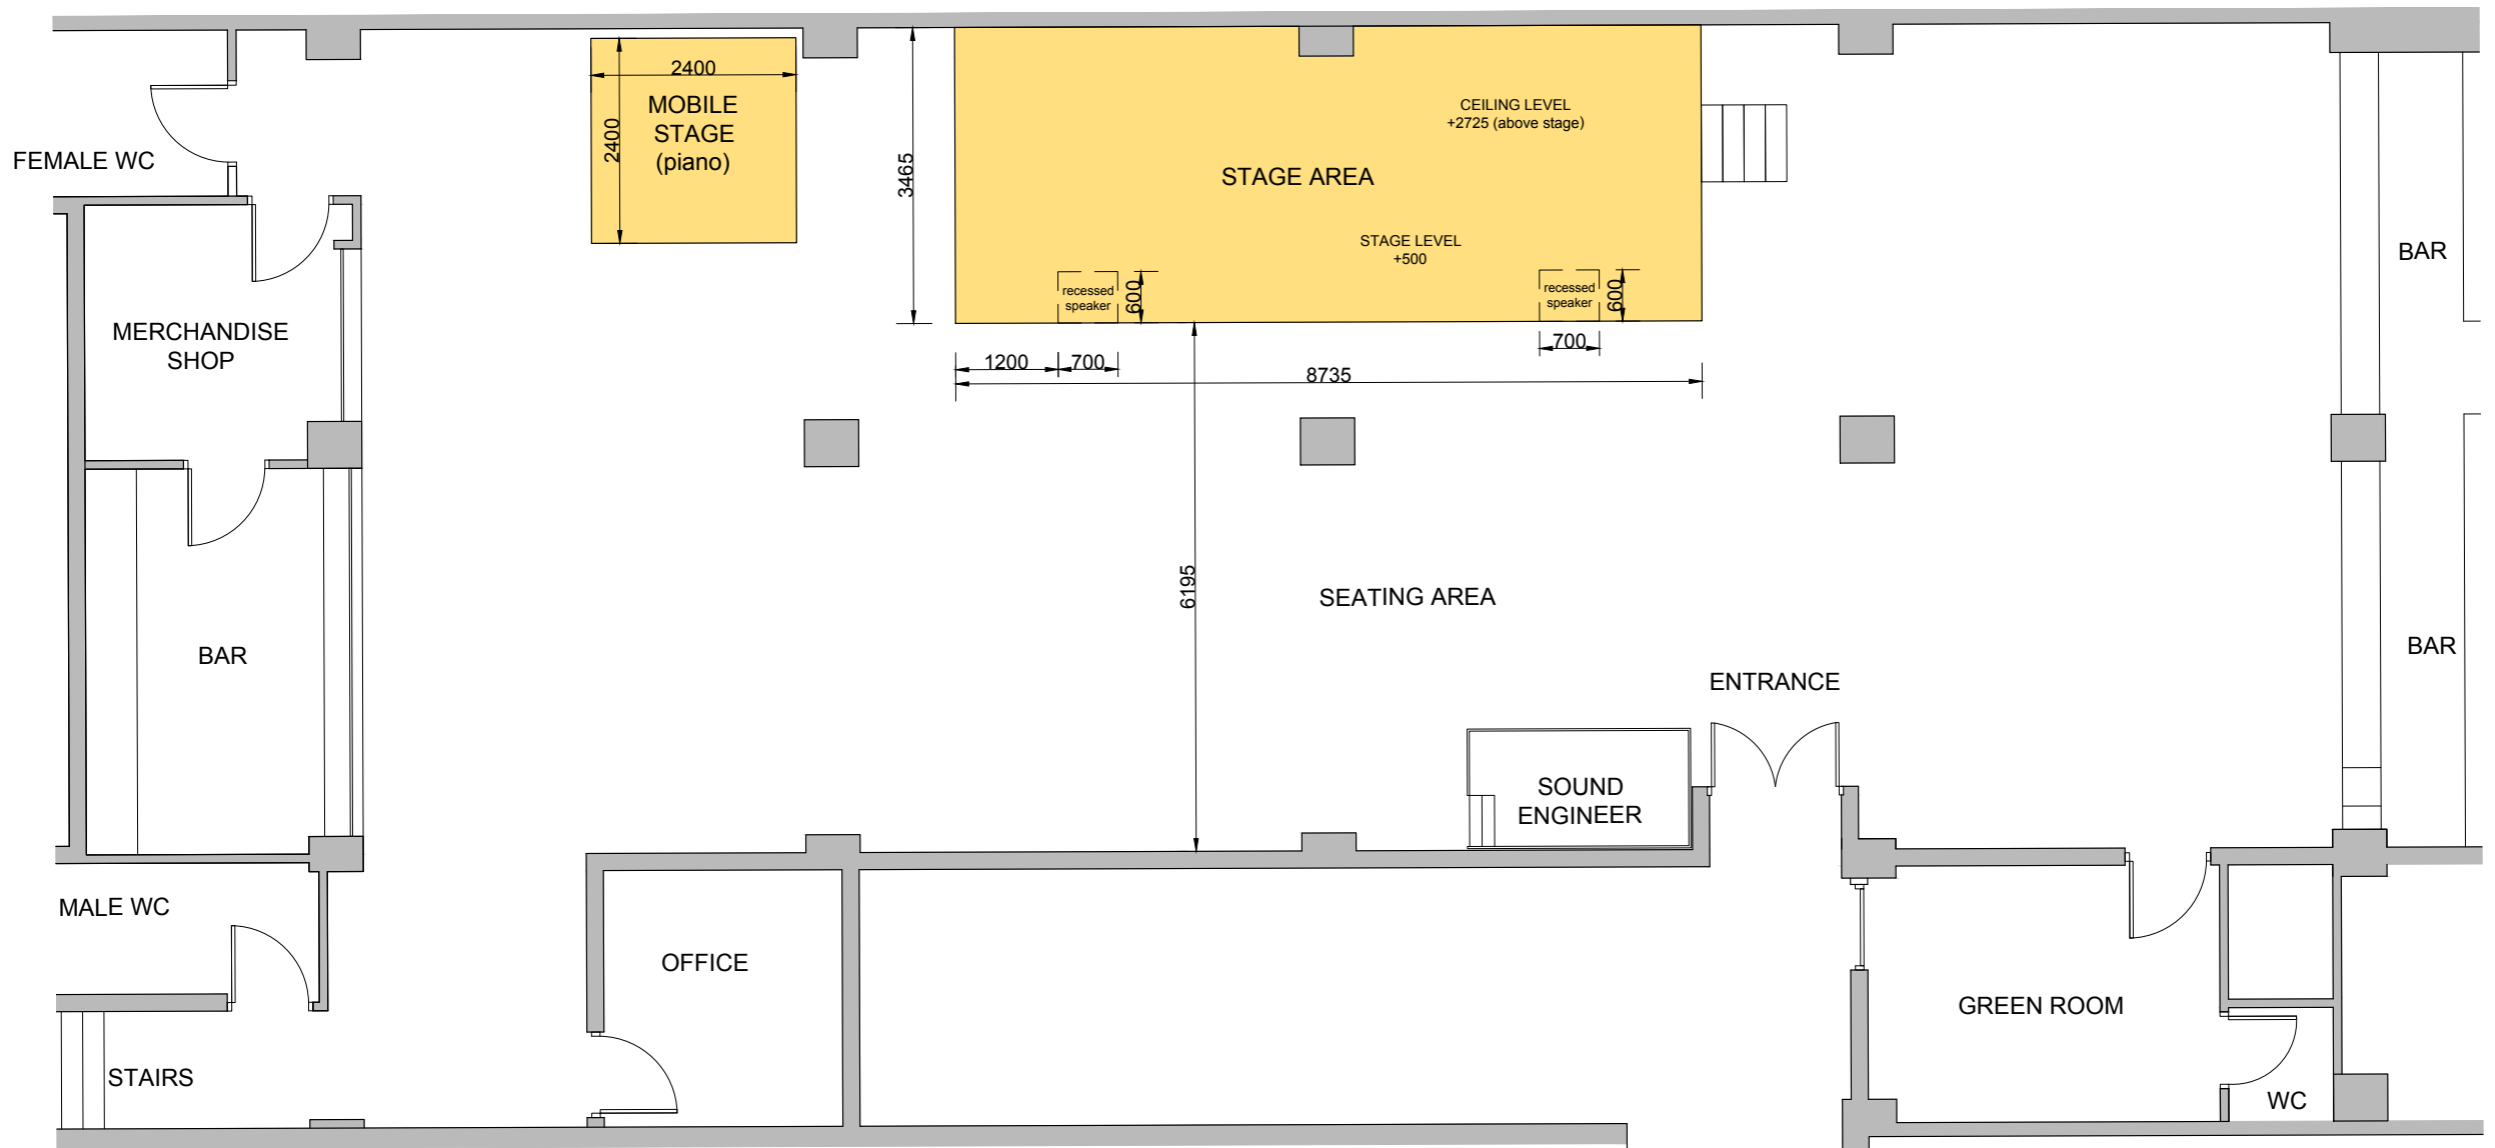 2400
MOBILE
STAGE
(piano)
2400
CEILING LEVEL
+2725 (above stage)
FEMALE WC
3465
STAGE AREA
STAGE LEVEL
+500
BAR
recessed
speaker
600
recessed
speaker
600
MERCHANDISE
SHOP
1200
700
700
8735
6195
SEATING AREA
BAR
BAR
ENTRANCE
SOUND
ENGINEER
MALE WC
OFFICE
GREEN ROOM
STAIRS
WC